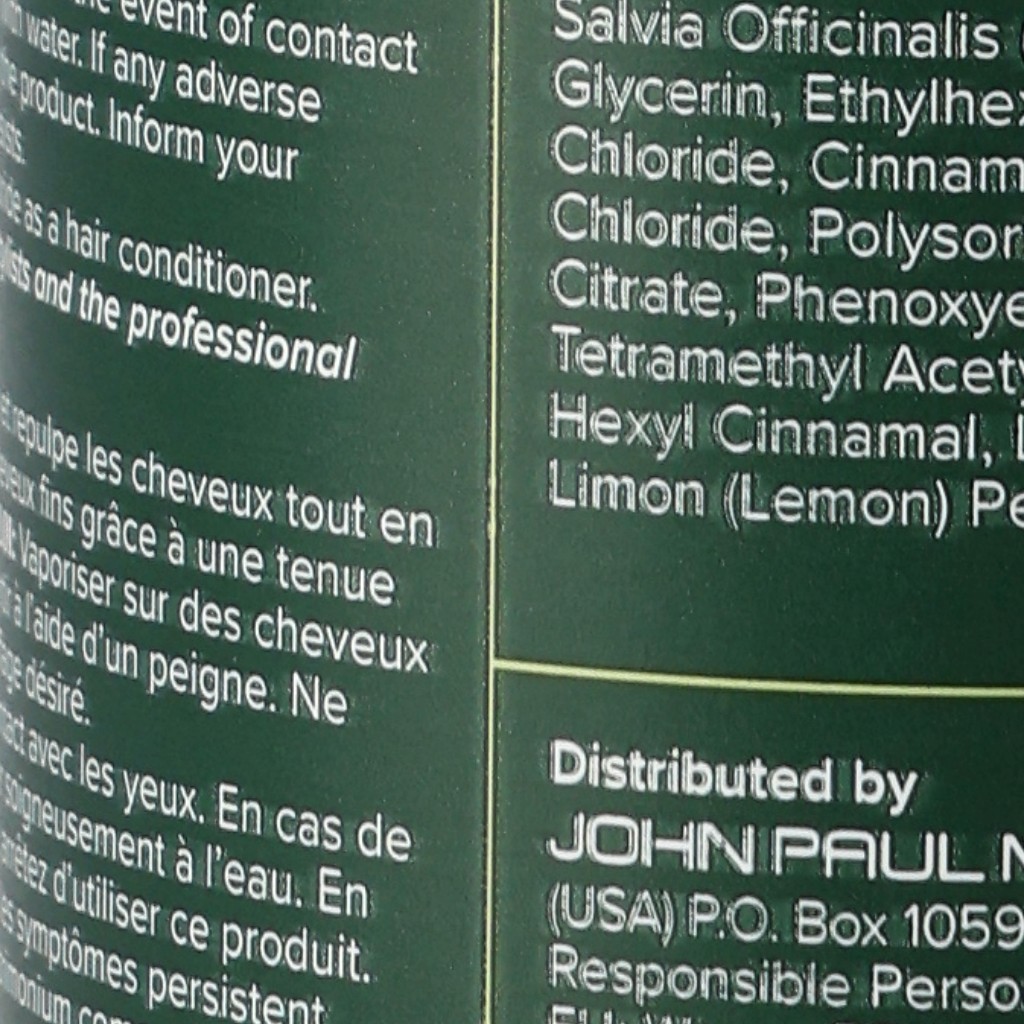 event of contact
water. If any adverse
product. Inform your
as a hair conditioner.
and the professional
repulpe les cheveux tout en
fins grâce à une tenue
Vaporiser sur des cheveux
à l'aide d'un peigne. Ne
désiré.
avec les yeux. En cas de
soigneusement à l'eau. En
d'utiliser ce produit.
symptômes persistent
Salvia Officinalis
Glycerin, Ethylhex
Chloride, Cinnam
Chloride, Polysor
Citrate, Phenoxye
Tetramethyl Acety
Hexyl Cinnamal,
Limon (Lemon) Pe
Distributed by
JOHN PAUL
(USA) P.O. Box 1059
Responsible Perso